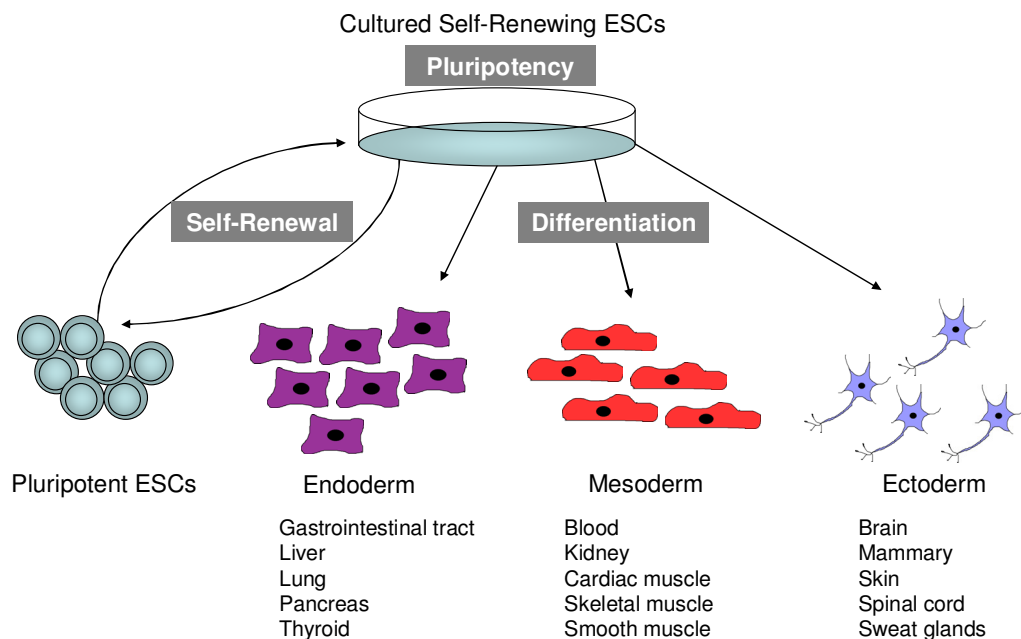 Cultured Self-Renewing ESCs
Pluripotency
Self-Renewal
Differentiation
Pluripotent ESCs
Endoderm
Gastrointestinal tract
Liver
Lung
Pancreas
Thyroid
Mesoderm
Blood
Kidney
Cardiac muscle
Skeletal muscle
Smooth muscle
Ectoderm
Brain
Mammary
Skin
Spinal cord
Sweat glands